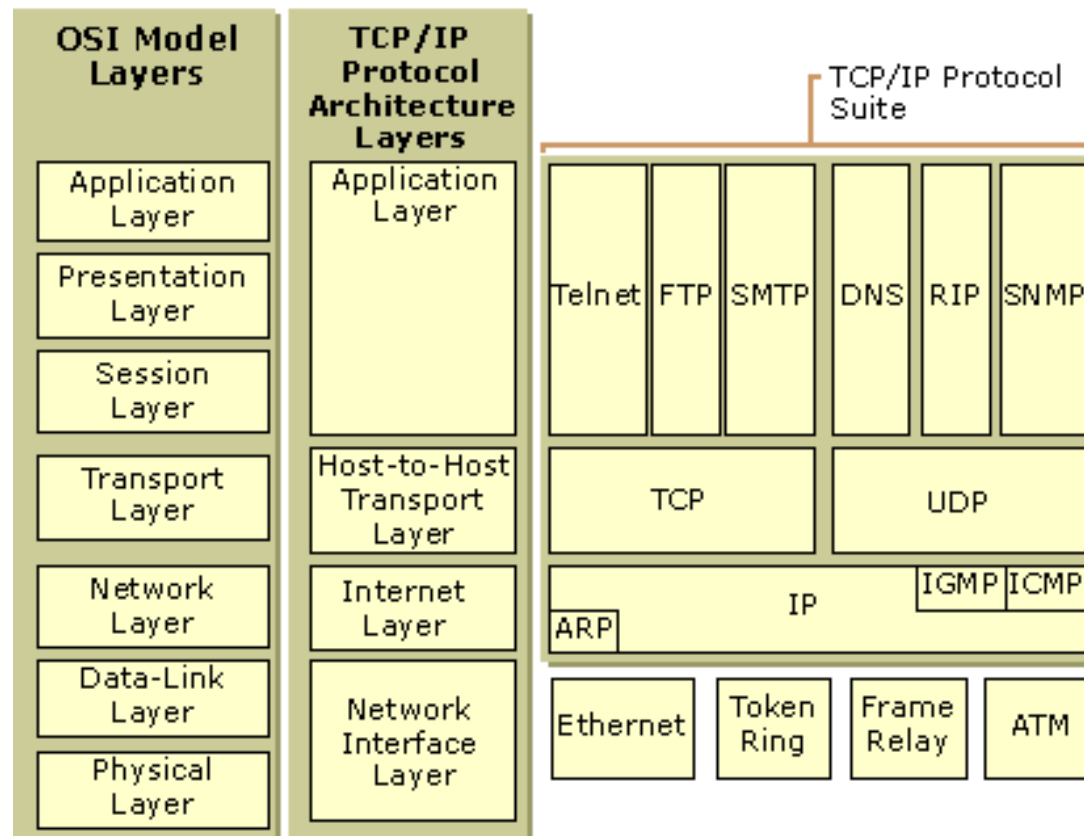 OSI Model
Layers
TCP/IP
Protocol
Architecture
Layers
TCP/IP Protocol
Suite
Application
Layer
Presentation
Layer
Session
Layer
Transport
Layer
Network
Layer
Data-Link
Layer
Physical
Layer
Application
Layer
Host-to-Host
Transport
Layer
Internet
Layer
Network
Interface
Layer
Telnet
FTP
SMTP
DNS
RIP
SNMP
TCP
UDP
IP
IGMP
ICMP
ARP
Ethernet
Token
Ring
Frame
Relay
ATM